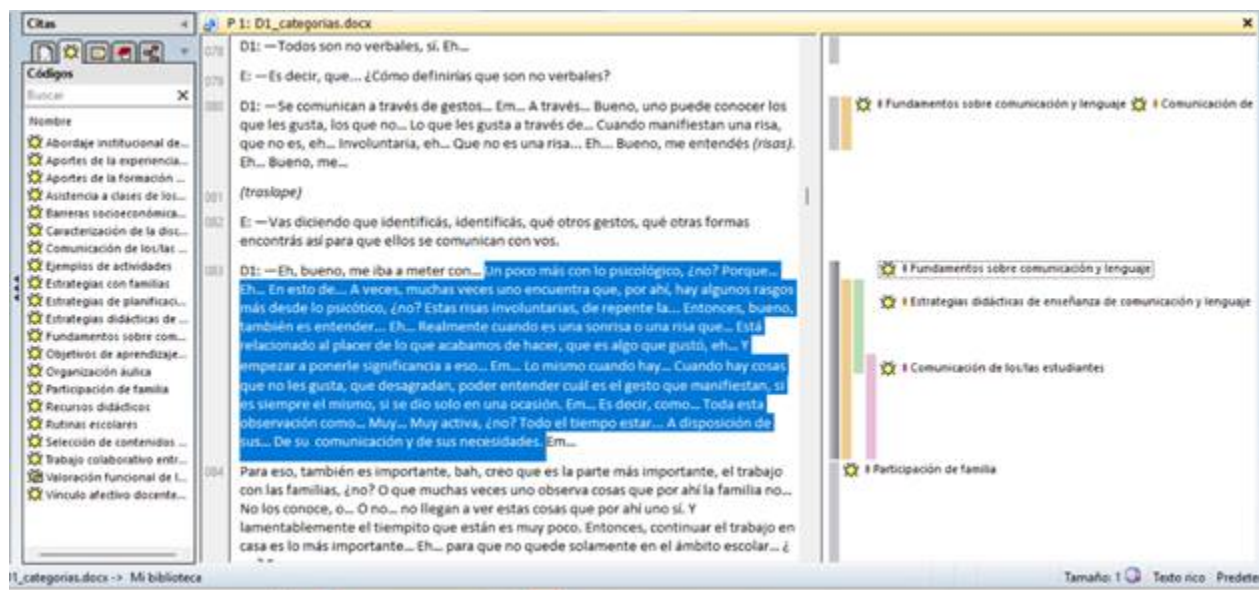 Citas
P 1: D1_categorias.docx
Códigos
Buscar
Nombre
Abordaje institucional de...
Aportes de la experiencia...
Aportes de la formación ...
Asistencia a clases de los...
Barreras socioeconómica...
Caracterización de la disc...
Comunicación de los/las ...
Ejemplos de actividades
Estrategias con familias
Estrategias de planificaci...
Estrategias didácticas de ...
Fundamentos sobre com...
Objetivos de aprendizaje...
Organización áulica
Participación de familia
Recursos didácticos
Rutinas escolares
Selección de contenidos ...
Trabajo colaborativo entr...
Valoración funcional de l...
Vínculo afectivo docente...
078 D1: —Todos son no verbales, sí. Eh...
079 E: —Es decir, que... ¿Cómo definirías que son no verbales?
080 D1: —Se comunican a través de gestos... Em... A través... Bueno, uno puede conocer los
que les gusta, los que no... Lo que les gusta a través de... Cuando manifiestan una risa,
que no es, eh... Involuntaria, eh... Que no es una risa... Eh... Bueno, me entendés (risas).
Eh... Bueno, me...
081 (traslape)
082 E: —Vas diciendo que identificás, identificás, qué otros gestos, qué otras formas
encontrás así para que ellos se comunican con vos.
083 D1: —Eh, bueno, me iba a meter con... Un poco más con lo psicológico, ¿no? Porque...
Eh... En esto de... A veces, muchas veces uno encuentra que, por ahí, hay algunos rasgos
más desde lo psicótico, ¿no? Estas risas involuntarias, de repente la... Entonces, bueno,
también es entender... Eh... Realmente cuando es una sonrisa o una risa que... Está
relacionado al placer de lo que acabamos de hacer, que es algo que gustó, eh... Y
empezar a ponerle significancia a eso... Em... Lo mismo cuando hay... Cuando hay cosas
que no les gusta, que desagradan, poder entender cuál es el gesto que manifiestan, si
es siempre el mismo, si se dio solo en una ocasión. Em... Es decir, como... Toda esta
observación como... Muy... Muy activa, ¿no? Todo el tiempo estar... A disposición de
sus... De su comunicación y de sus necesidades. Em...
084 Para eso, también es importante, bah, creo que es la parte más importante, el trabajo
con las familias, ¿no? O que muchas veces uno observa cosas que por ahí la familia no...
No los conoce, o... O no... no llegan a ver estas cosas que por ahí uno sí. Y
lamentablemente el tiempito que están es muy poco. Entonces, continuar el trabajo en
casa es lo más importante... Eh... para que no quede solamente en el ámbito escolar... ¿
Fundamentos sobre comunicación y lenguaje Comunicación de
Fundamentos sobre comunicación y lenguaje
Estrategias didácticas de enseñanza de comunicación y lenguaje
Comunicación de los/las estudiantes
Participación de familia
1_categorias.docx -> Mi biblioteca
Tamaño: 1 Texto rico Predete